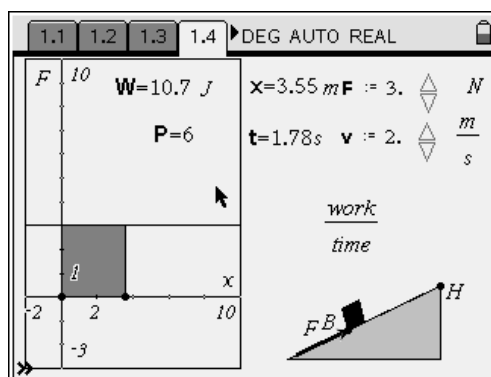 1.1 1.2 1.3 1.4 DEG AUTO REAL
F 10
W=10.7 J
P=6
x=3.55 m F := 3. N
t=1.78s v := 2. m
s
work
time
1
x
-2 2 10
-3
F B H